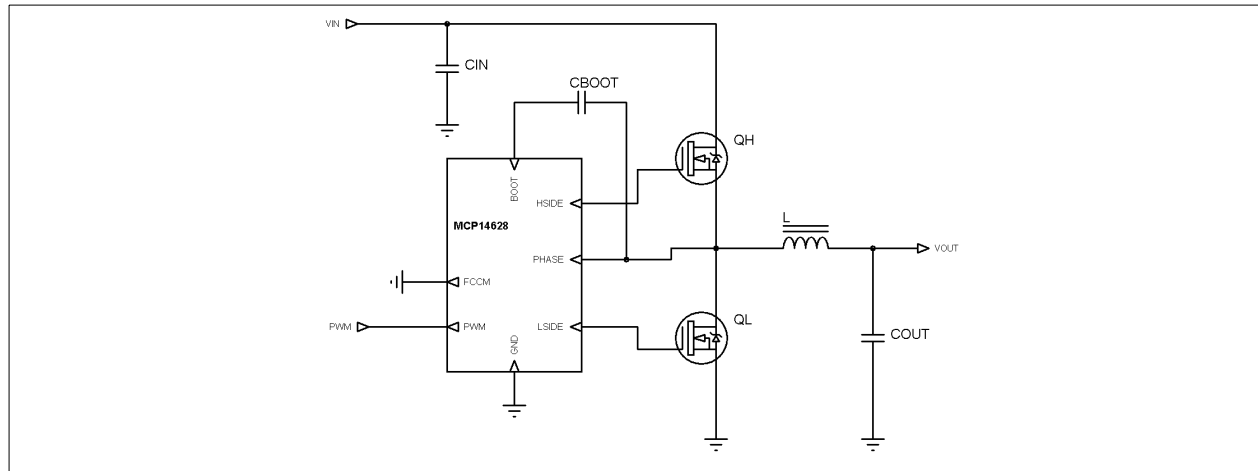 VIN
CIN
CBOOT
QH
BOOT
HSIDE
MCP14628
L
PHASE
VOUT
FCCM
QL
PWM
PWM
LSIDE
COUT
GND